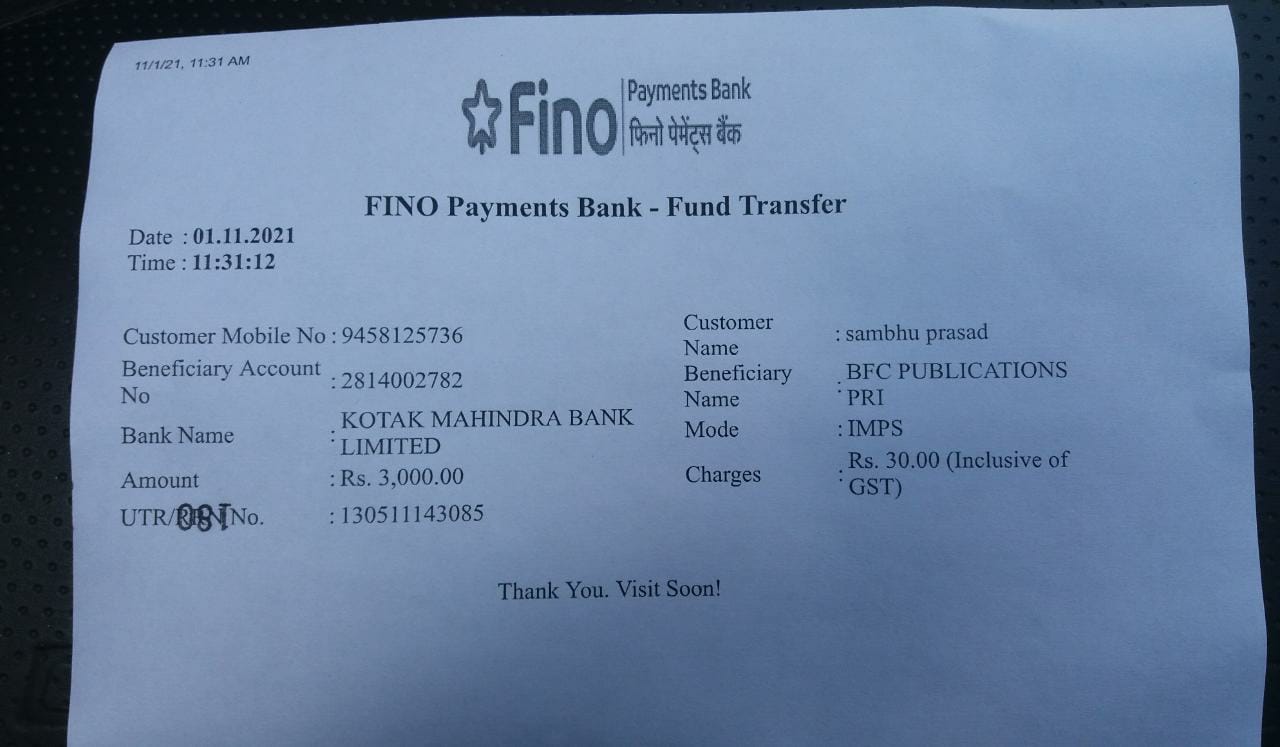 11/1/21, 11:31 AM
Fino
Payments Bank
फिनो पेमेंट्स बैंक
FINO Payments Bank - Fund Transfer
Date : 01.11.2021
Time : 11:31:12
Customer Mobile No : 9458125736
Customer
Name : sambhu prasad
Beneficiary Account
No : 2814002782
Beneficiary
Name : BFC PUBLICATIONS
PRI
Bank Name : KOTAK MAHINDRA BANK
LIMITED
Mode : IMPS
Amount : Rs. 3,000.00
Charges : Rs. 30.00 (Inclusive of
GST)
UTR/ No. : 130511143085
Thank You. Visit Soon!